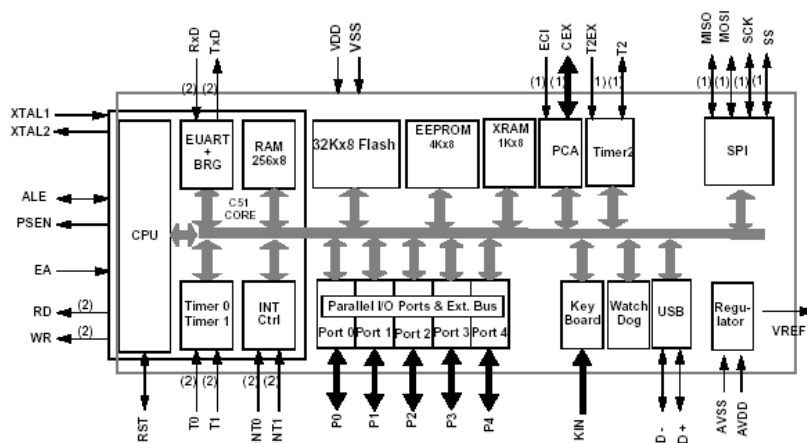 RxD
TxD
VDD
VSS
ECI
CEX
T2EX
T2
MISO
MOSI
SCK
SS
(2) (2)
(1) (1)
1) (1)
(1) (1) (1) (1
XTAL1
XTAL2
ALE
PSEN
EA
RD
(2)
WR
(2)
CPU
EUART
+
BRG
RAM
256x8
C51
CORE
32Kx8 Flash
EEPROM
4Kx8
XRAM
1Kx8
PCA
Timer2
SPI
Timer 0
Timer 1
INT
Ctrl
Parallel I/O Ports & Ext. Bus
Port 0
Port 1
Port 2
Port 3
Port 4
Key
Board
Watch
Dog
USB
Regu-
lator
VREF
(2) (2)
(2) (2)
RST
T0
T1
NT0
NT1
P0
P1
P2
P3
P4
KIN
D -
D +
AVSS
AVDD